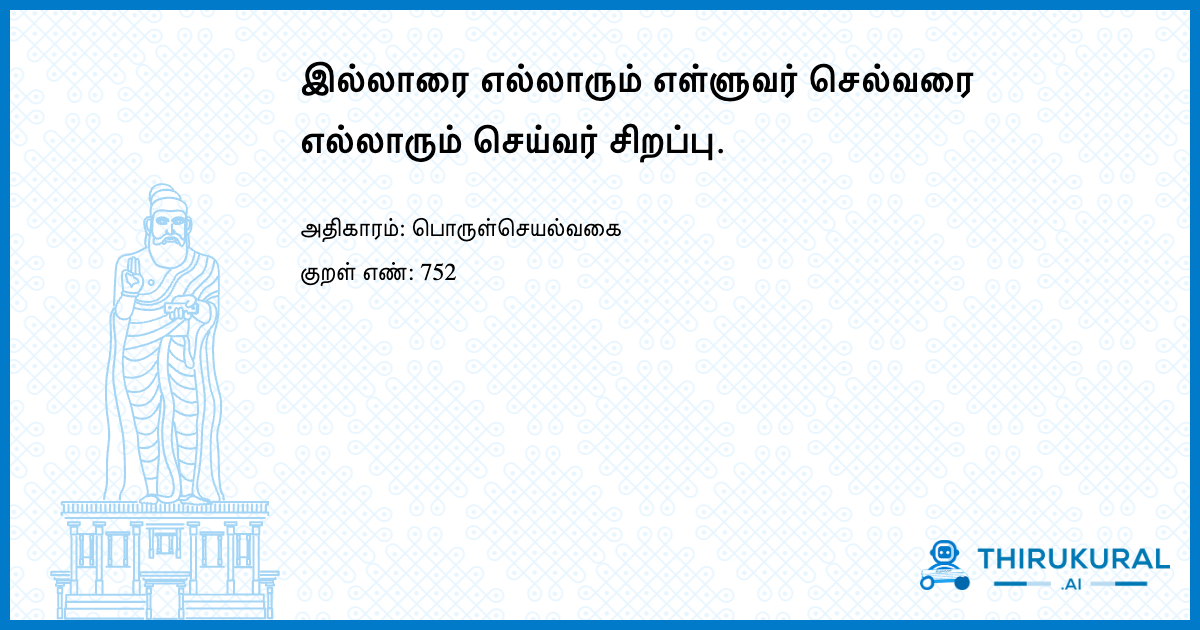 இல்லாரை எல்லாரும் எள்ளுவர் செல்வரை
எல்லாரும் செய்வர் சிறப்பு.
அதிகாரம்: பொருள்செயல்வகை
குறள் எண்: 752
THIRUKURAL
.AI